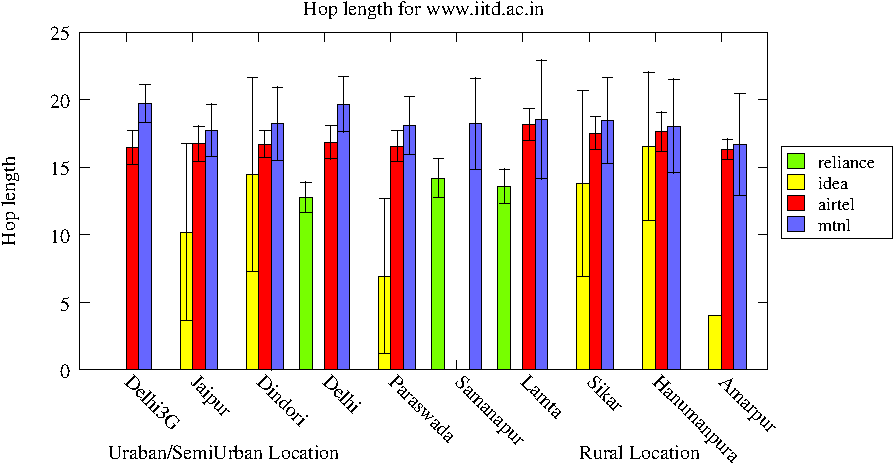 Hop length for www.iitd.ac.in
Hop length
25
20
15
10
5
0
Delhi3G
Jaipur
Dindori
Delhi
Paraswada
Samanapur
Lamta
Sikar
Hanumanpura
Amarpur
Uraban/SemiUrban Location
Rural Location
reliance
idea
airtel
mtnl